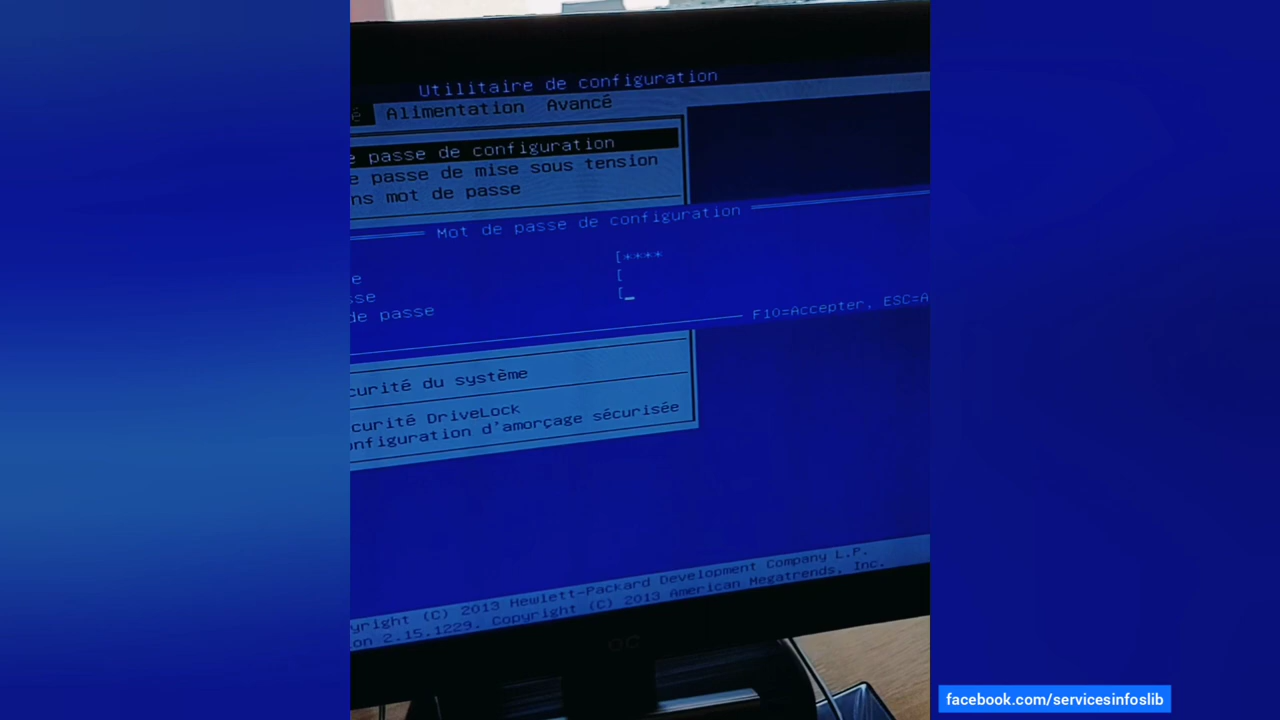 Utilitaire de configuration
é Alimentation Avancé
e passe de configuration
e passe de mise sous tension
ns mot de passe
Mot de passe de configuration
[****
e [
sse [_
de passe
F10=Accepter, ESC=A
curité du système
curité DriveLock
onfiguration d'amorçage sécurisée
yright (C) 2013 Hewlett-Packard Development Company L.P.
on 2.15.1229. Copyright (C) 2013 American Megatrends, Inc.
facebook.com/servicesinfoslib